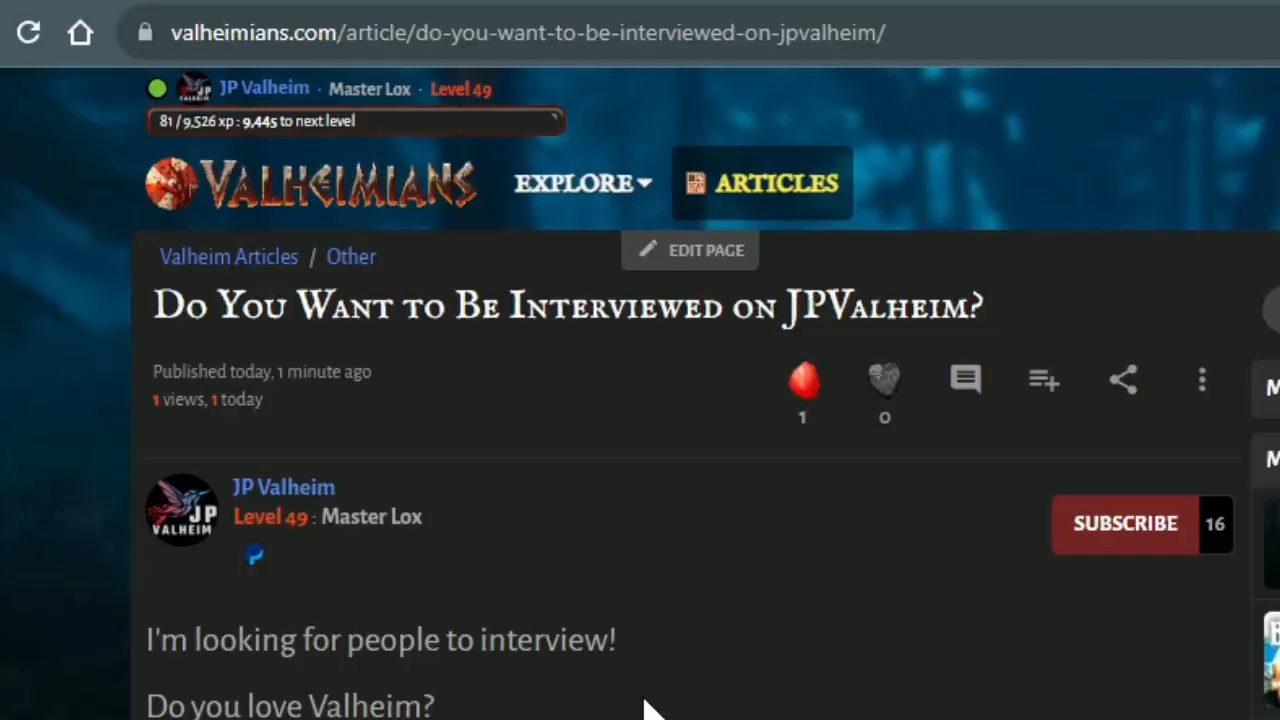 valheimians.com/article/do-you-want-to-be-interviewed-on-jpvalheim/
JP Valheim · Master Lox · Level 49
81 / 9,526 xp : 9,445 to next level
VALHEIMIANS
EXPLORE
ARTICLES
EDIT PAGE
Valheim Articles / Other
Do You Want to Be Interviewed on JPValheim?
Published today, 1 minute ago
1 views, 1 today
1
0
M
M
JP VALHEIM
JP Valheim
Level 49 : Master Lox
SUBSCRIBE 16
I'm looking for people to interview!
Do you love Valheim?